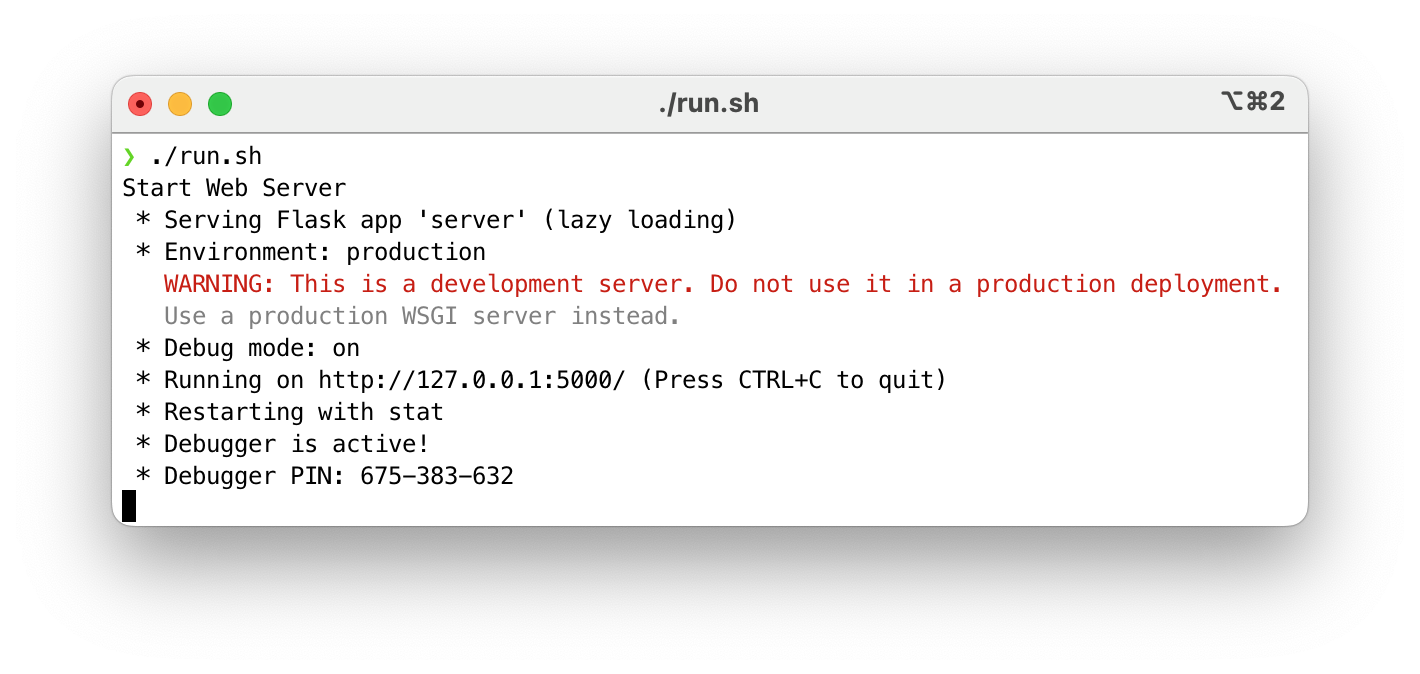 ./run.sh
⌥⌘2
❯ ./run.sh
Start Web Server
 * Serving Flask app 'server' (lazy loading)
 * Environment: production
   WARNING: This is a development server. Do not use it in a production deployment.
   Use a production WSGI server instead.
 * Debug mode: on
 * Running on http://127.0.0.1:5000/ (Press CTRL+C to quit)
 * Restarting with stat
 * Debugger is active!
 * Debugger PIN: 675-383-632